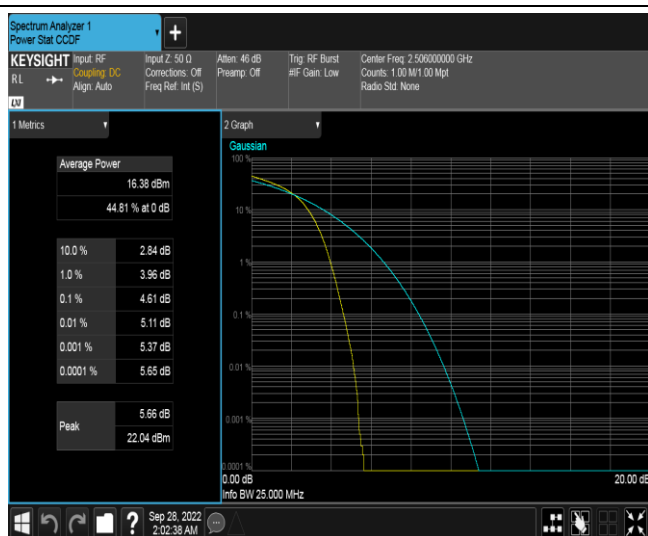 Spectrum Analyzer 1
Power Stat CCDF
+
KEYSIGHT
RL
LXI
Input: RF
Coupling: DC
Align: Auto
Input Z: 50 Ω
Corrections: Off
Freq Ref: Int (S)
Atten: 46 dB
Preamp: Off
Trig: RF Burst
#IF Gain: Low
Center Freq: 2.506000000 GHz
Counts: 1.00 M/1.00 Mpt
Radio Std: None
1 Metrics
Average Power
16.38 dBm
44.81 % at 0 dB
10.0 % 2.84 dB
1.0 % 3.96 dB
0.1 % 4.61 dB
0.01 % 5.11 dB
0.001 % 5.37 dB
0.0001 % 5.65 dB
Peak
5.66 dB
22.04 dBm
2 Graph
Gaussian
100 %
10 %
1 %
0.1 %
0.01 %
0.001 %
0.0001 %
0.00 dB
20.00 dB
Info BW 25.000 MHz
?
Sep 28, 2022
2:02:38 AM